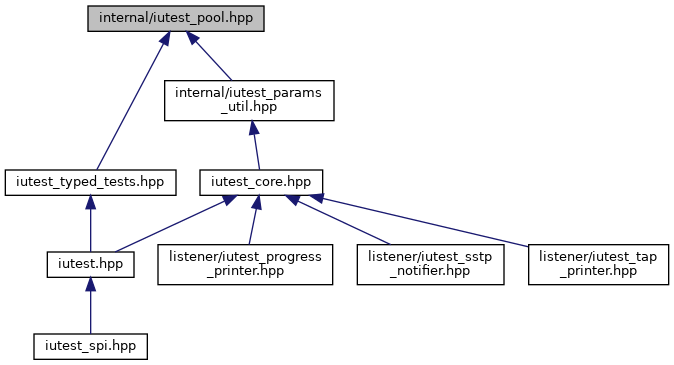 internal/iutest_pool.hpp
internal/iutest_params
_util.hpp
iutest_typed_tests.hpp
iutest_core.hpp
iutest.hpp
listener/iutest_progress
_printer.hpp
listener/iutest_sstp
_notifier.hpp
listener/iutest_tap
_printer.hpp
iutest_spi.hpp